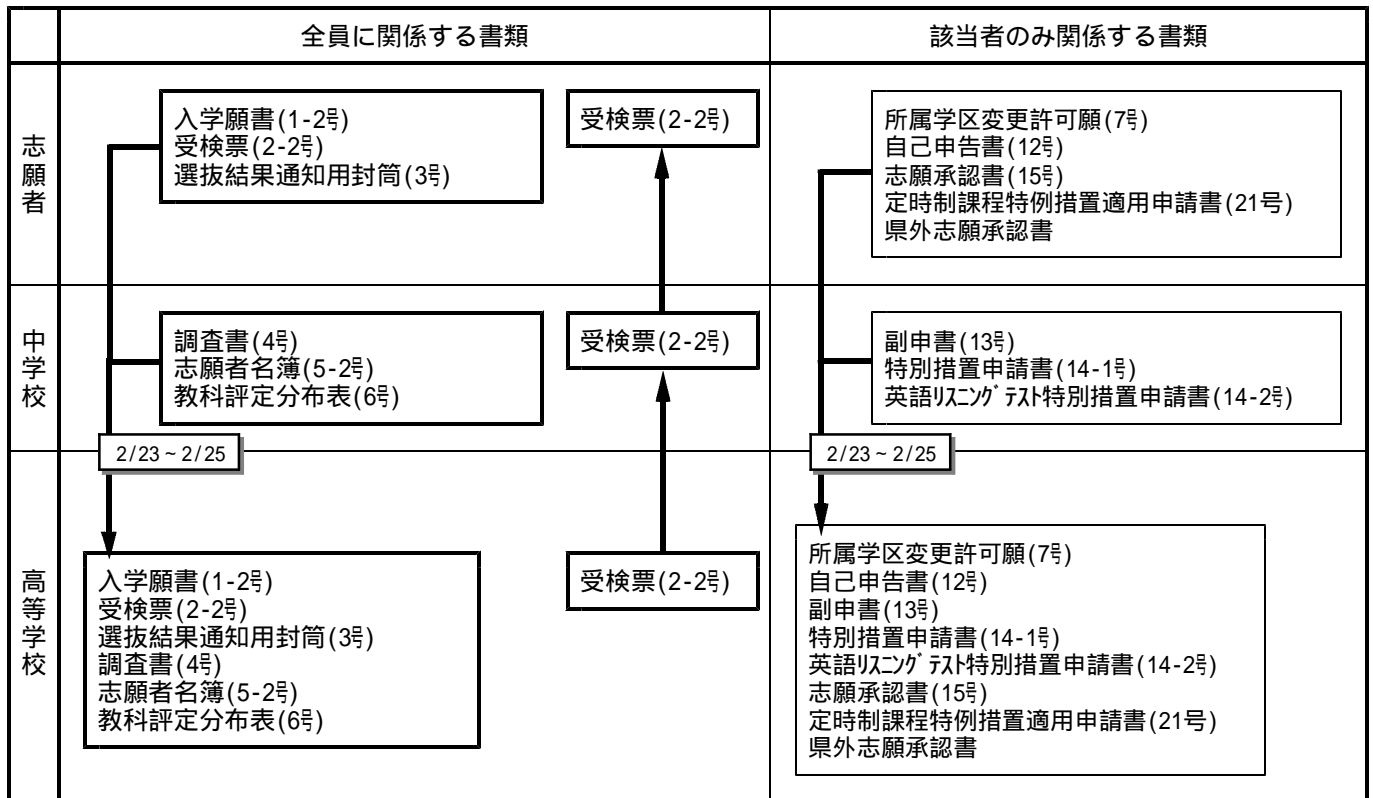 全員に関係する書類
該当者のみ関係する書類
志願者
入学願書(1-2号)
受検票(2-2号)
選抜結果通知用封筒(3号)
受検票(2-2号)
所属学区変更許可願(7号)
自己申告書(12号)
志願承認書(15号)
定時制課程特例措置適用申請書(21号)
県外志願承認書
中学校
調査書(4号)
志願者名簿(5-2号)
教科評定分布表(6号)
受検票(2-2号)
副申書(13号)
特別措置申請書(14-1号)
英語ﾘｽﾆﾝｸﾞﾃｽﾄ特別措置申請書(14-2号)
2/23～2/25
2/23～2/25
高等学校
入学願書(1-2号)
受検票(2-2号)
選抜結果通知用封筒(3号)
調査書(4号)
志願者名簿(5-2号)
教科評定分布表(6号)
受検票(2-2号)
所属学区変更許可願(7号)
自己申告書(12号)
副申書(13号)
特別措置申請書(14-1号)
英語ﾘｽﾆﾝｸﾞﾃｽﾄ特別措置申請書(14-2号)
志願承認書(15号)
定時制課程特例措置適用申請書(21号)
県外志願承認書